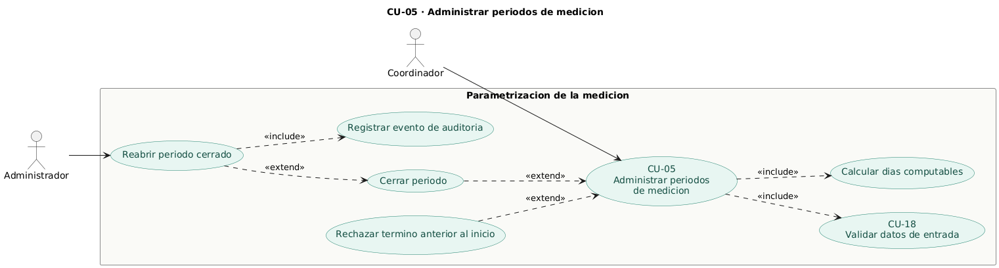 CU-05 · Administrar periodos de medicion
Coordinador
Administrador
Parametrizacion de la medicion
Reabrir periodo cerrado
«include»
«extend»
Registrar evento de auditoria
Cerrar periodo
Rechazar termino anterior al inicio
«extend»
«extend»
CU-05
Administrar periodos
de medicion
«include»
«include»
Calcular dias computables
CU-18
Validar datos de entrada